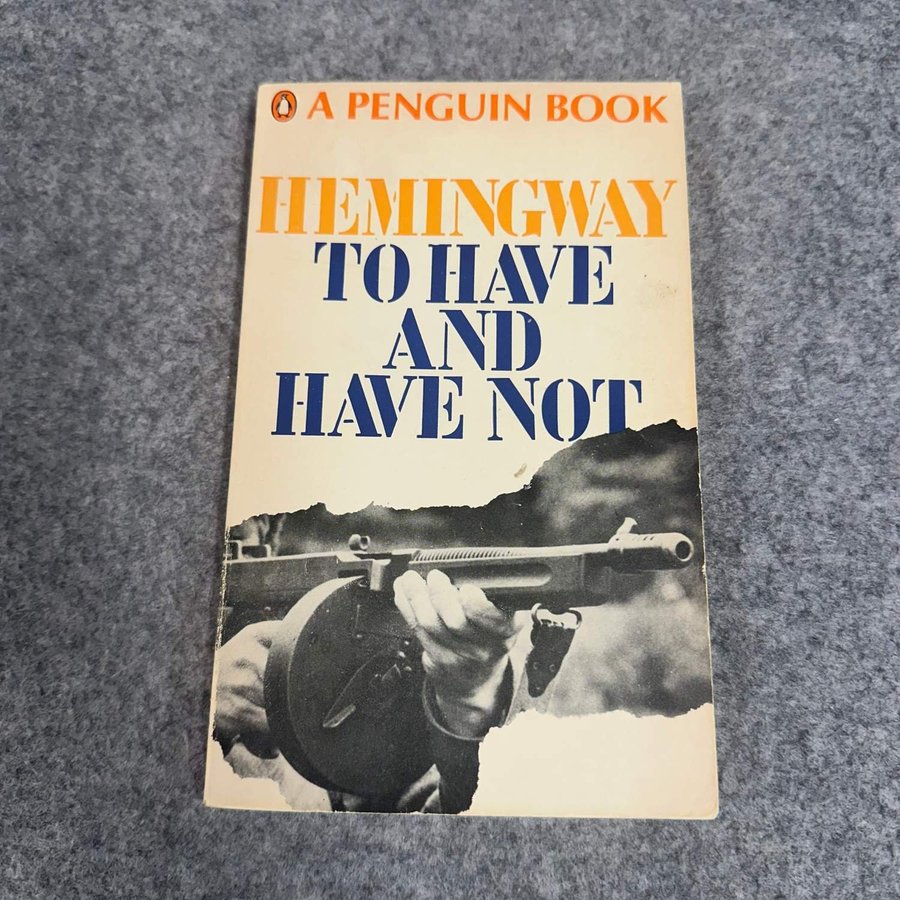 A PENGUIN BOOK
HEMINGWAY
TO HAVE
AND
HAVE NOT